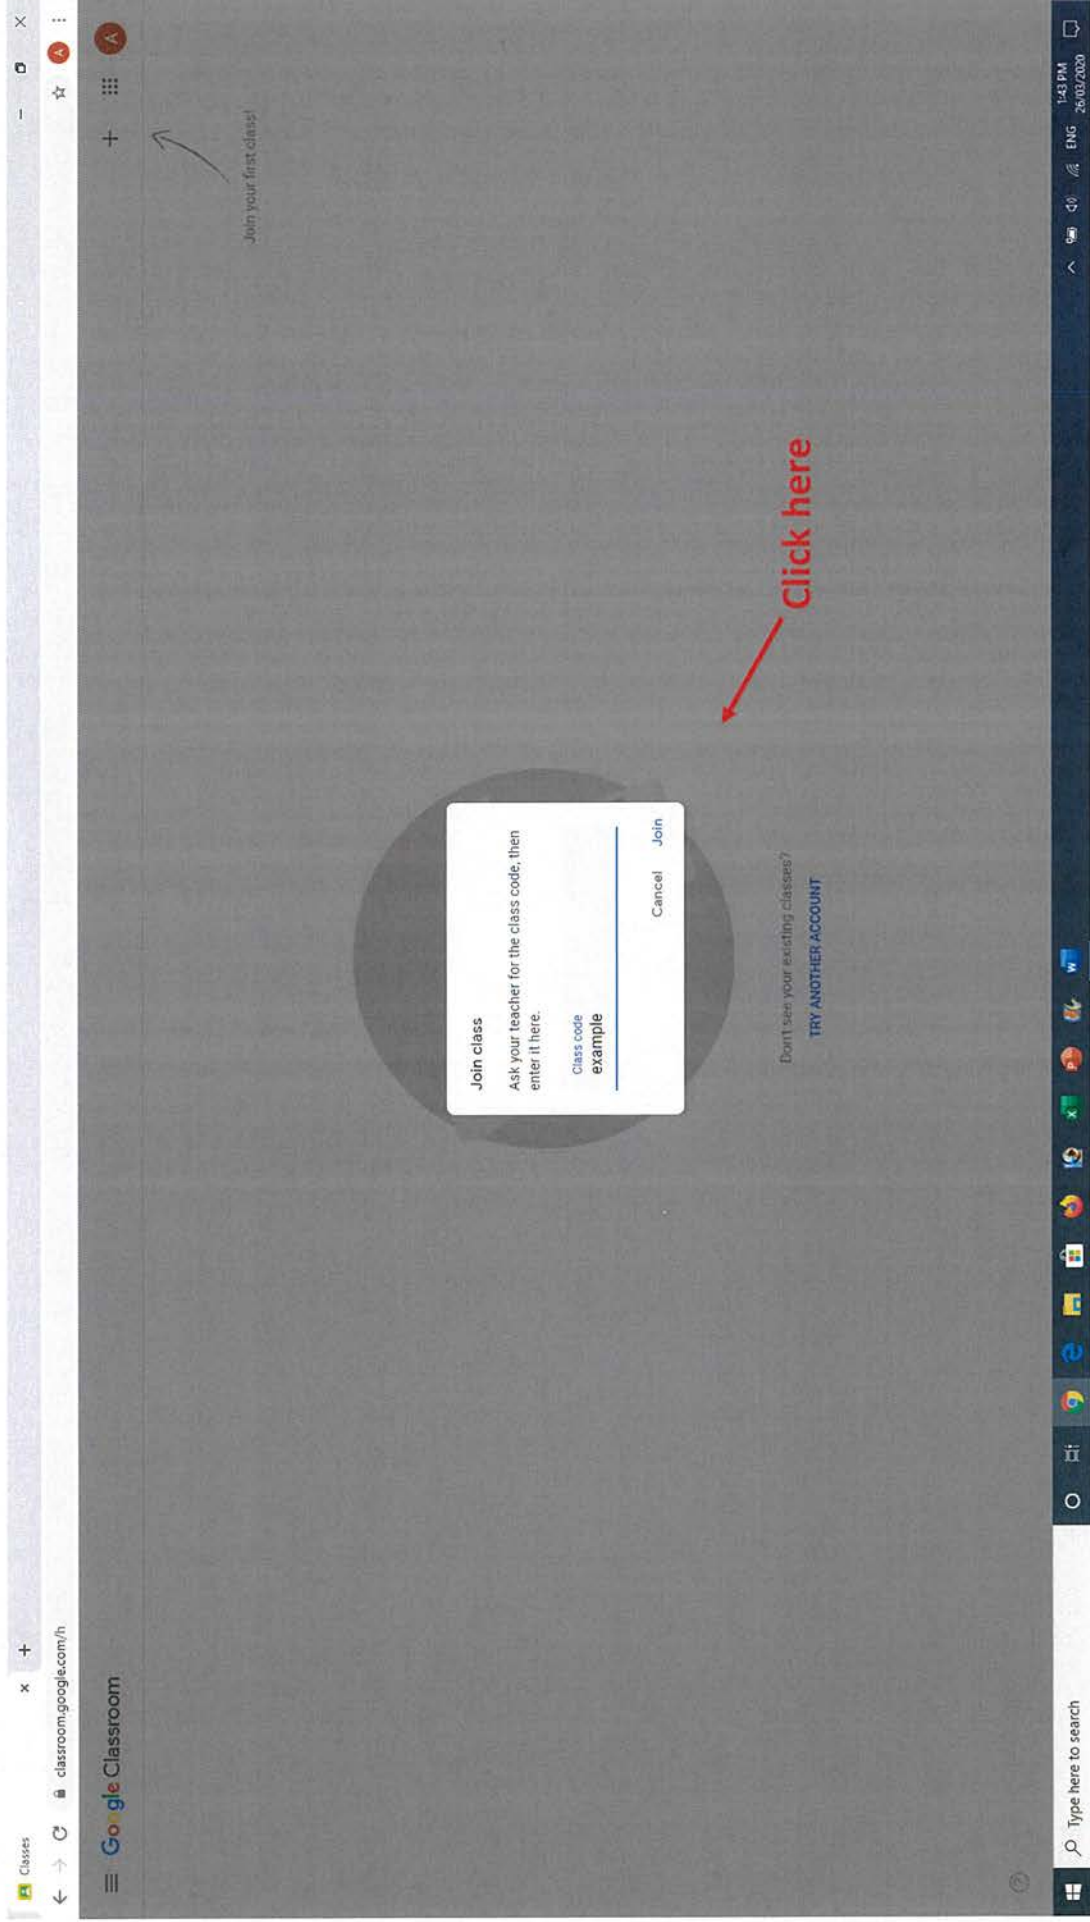 Classes
classroom.google.com/h
A
Google Classroom
A
Join your first class!
Join class
Ask your teacher for the class code, then
enter it here.
Class code
example
Cancel Join
Click here
Don't see your existing classes?
TRY ANOTHER ACCOUNT
Type here to search
ENG
1:43 PM
26/03/2020